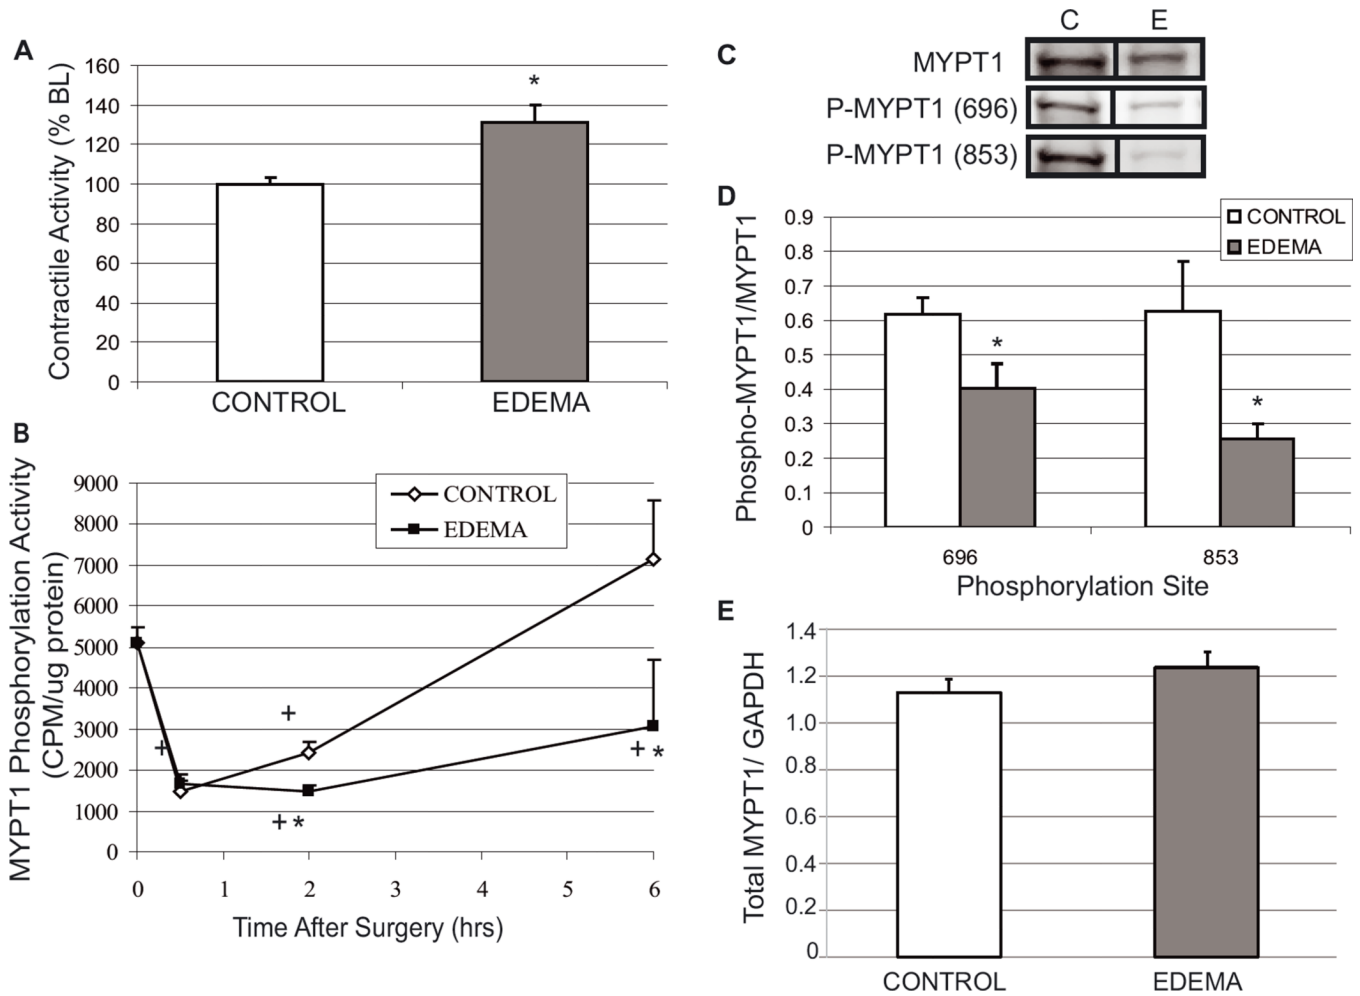 A
Contractile Activity (% BL)
160
140
120
100
80
60
40
20
0
*
CONTROL
EDEMA
B
MYPT1 Phosphorylation Activity
(CPM/ug protein)
9000
8000
7000
6000
5000
4000
3000
2000
1000
0
CONTROL
EDEMA
+
+
+ *
+ *
0 1 2 3 4 5 6
Time After Surgery (hrs)
C
C E
MYPT1
P-MYPT1 (696)
P-MYPT1 (853)
D
Phospho-MYPT1/MYPT1
0.9
0.8
0.7
0.6
0.5
0.4
0.3
0.2
0.1
0
CONTROL
EDEMA
*
*
696 853
Phosphorylation Site
E
Total MYPT1/ GAPDH
1.4
1.2
1.0
0.8
0.6
0.4
0.2
0
CONTROL
EDEMA